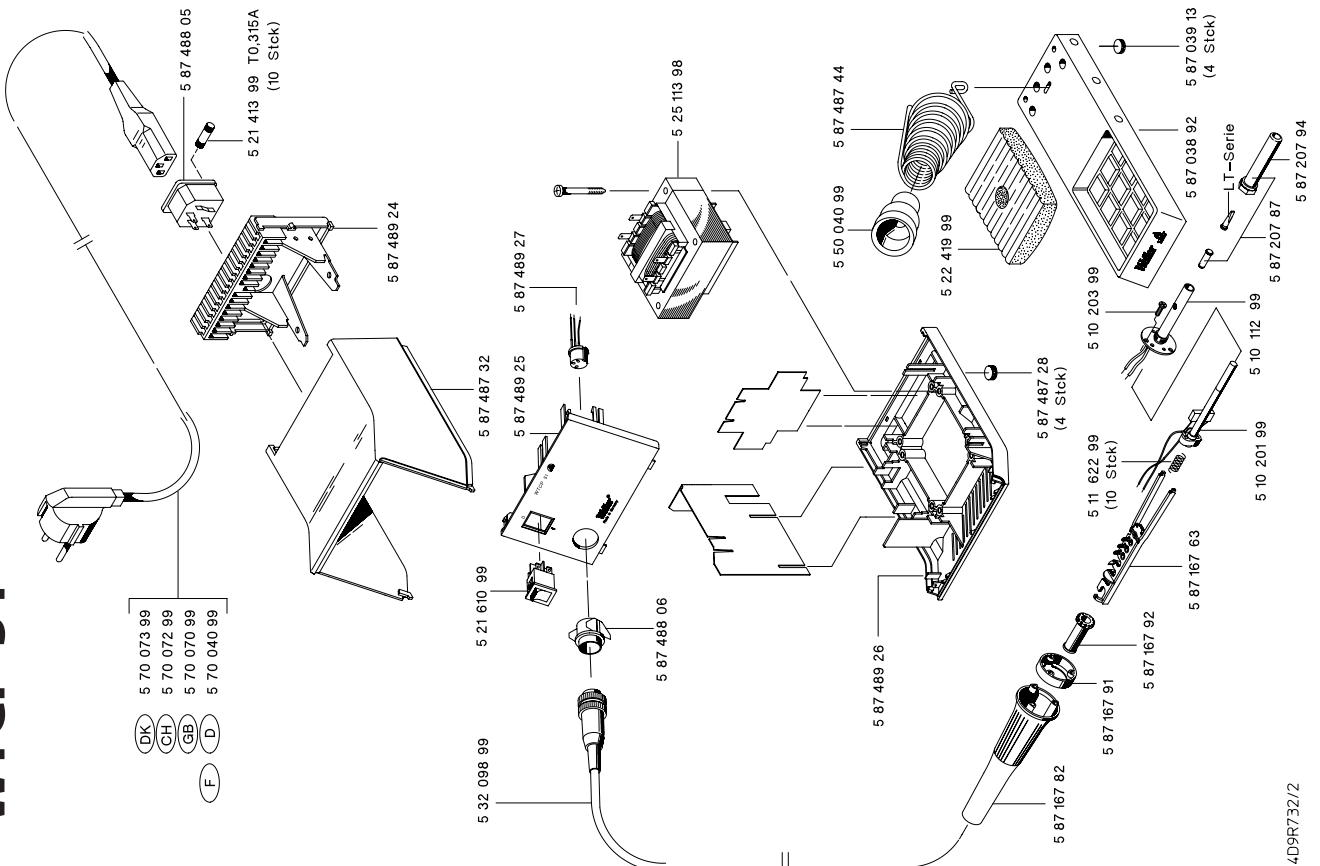 5 87 488 05
5 21 413 99 T0,315A
(10 Stck)
5 87 489 24
5 87 487 32
DK 5 70 073 99
CH 5 70 072 99
GB 5 70 070 99
F D 5 70 040 99
5 25 113 98
5 87 489 27
5 87 489 25
5 21 610 99
5 87 488 06
5 32 098 99
5 87 487 44
5 50 040 99
5 22 419 99
5 87 039 13
(4 Stck)
5 87 038 92
LT-Serie
5 87 207 94
5 87 207 87
5 10 203 99
5 10 112 99
5 87 487 28
(4 Stck)
5 11 622 99
(10 Stck)
5 10 201 99
5 87 167 63
5 87 489 26
5 87 167 92
5 87 167 91
5 87 167 82
Weller
Weller
4D9R732/2